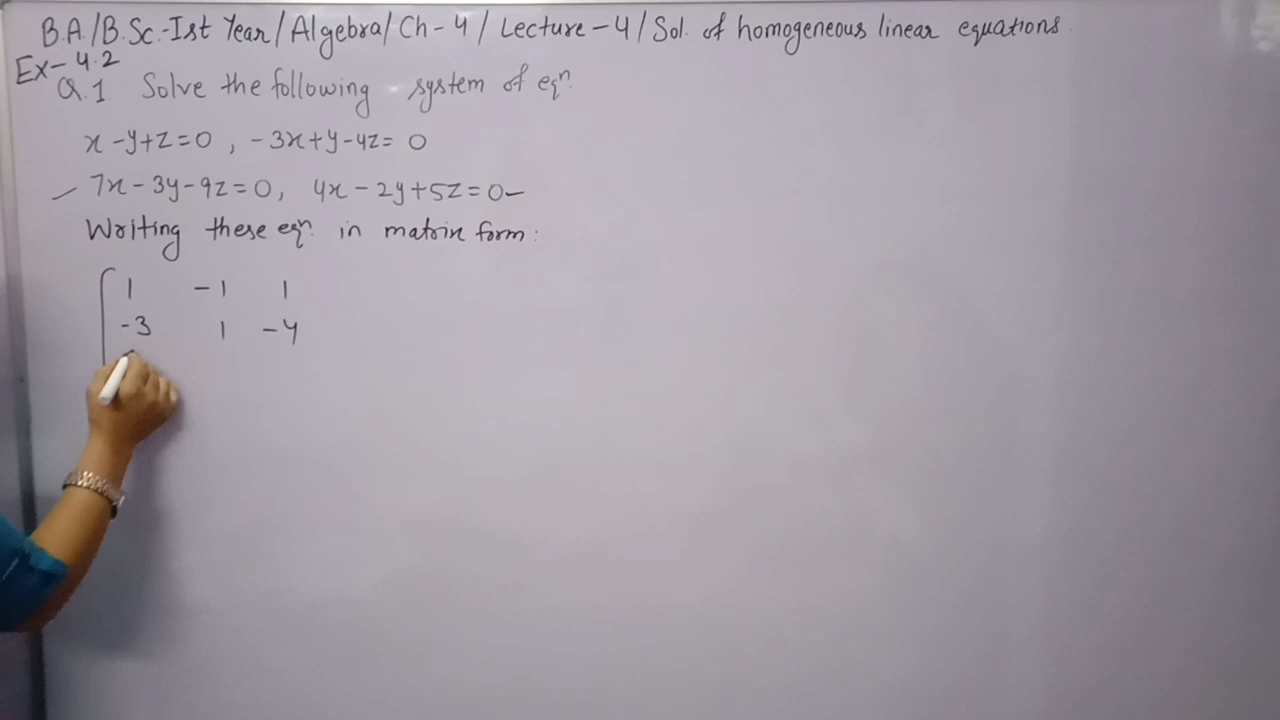 B.A./B.Sc.-Ist Year/Algebra/Ch-4/Lecture-4/Sol. of homogeneous linear equations
Ex-4.2
Q.1. Solve the following system of eqn.
x-y+z=0, -3x+y-4z=0
7x-3y-9z=0, 4x-2y+5z=0
Writing these eqn. in matrix form:
1 -1 1
-3 1 -4